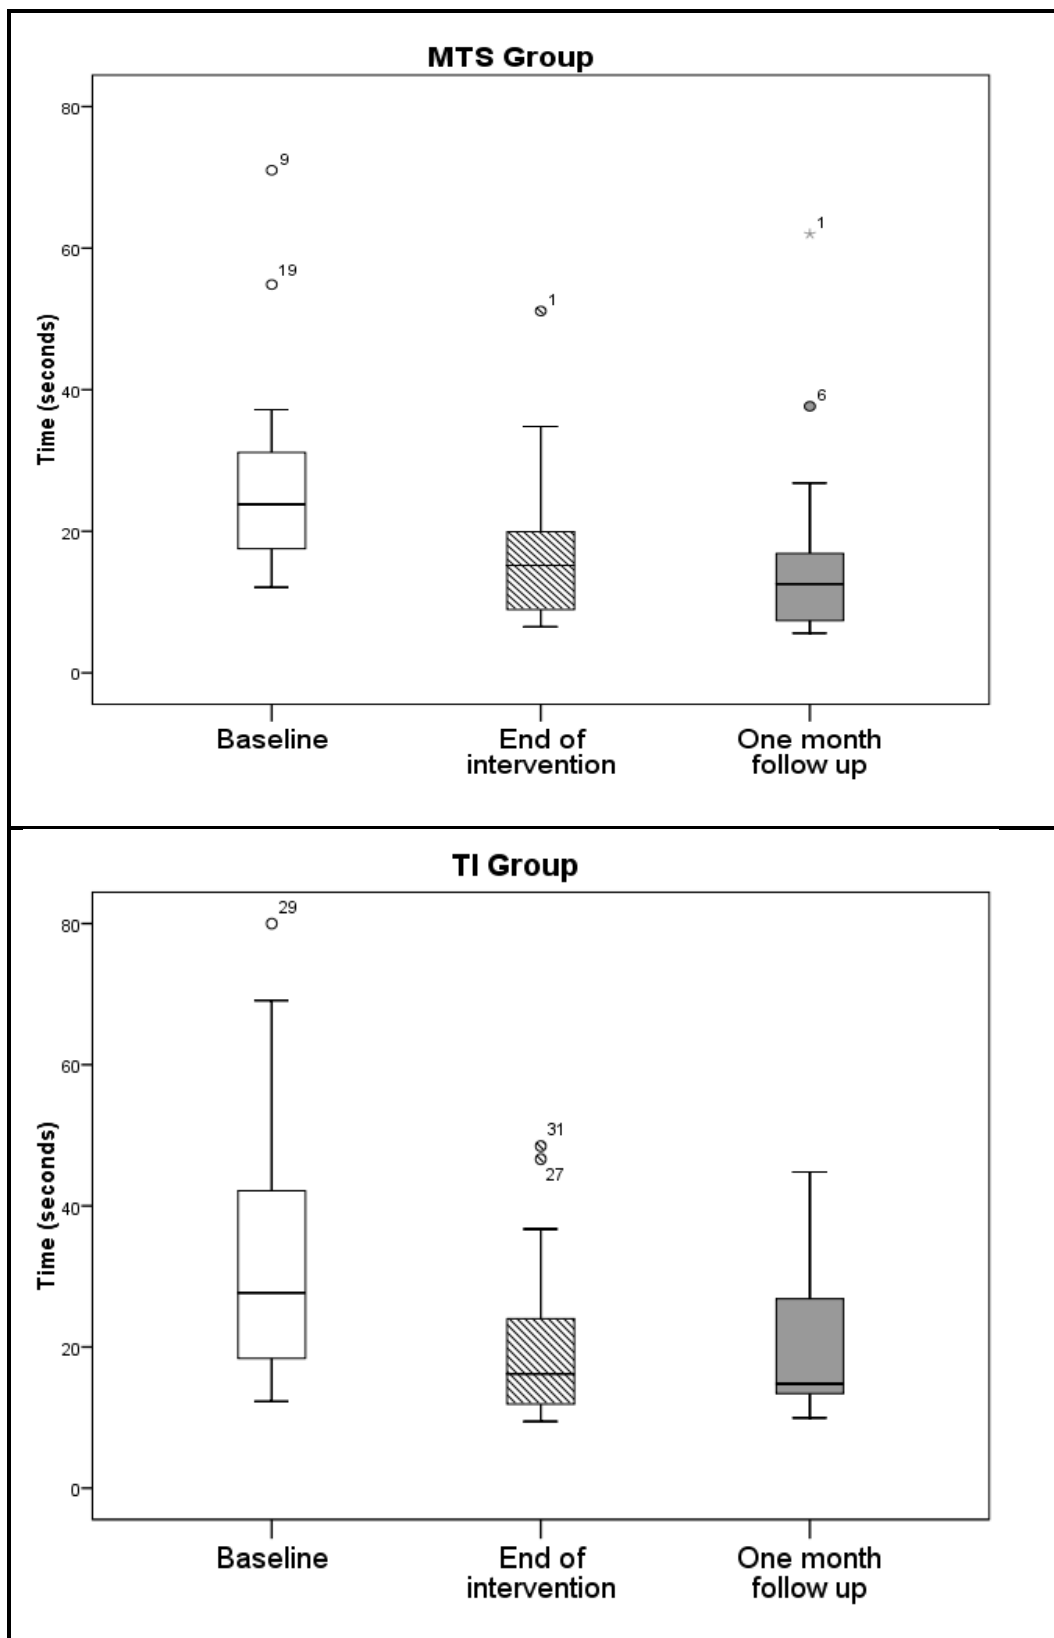 MTS Group
80
60
40
20
0
Time (seconds)
9
19
1
1
6
Baseline
End of
intervention
One month
follow up
TI Group
80
60
40
20
0
Time (seconds)
29
31
27
Baseline
End of
intervention
One month
follow up